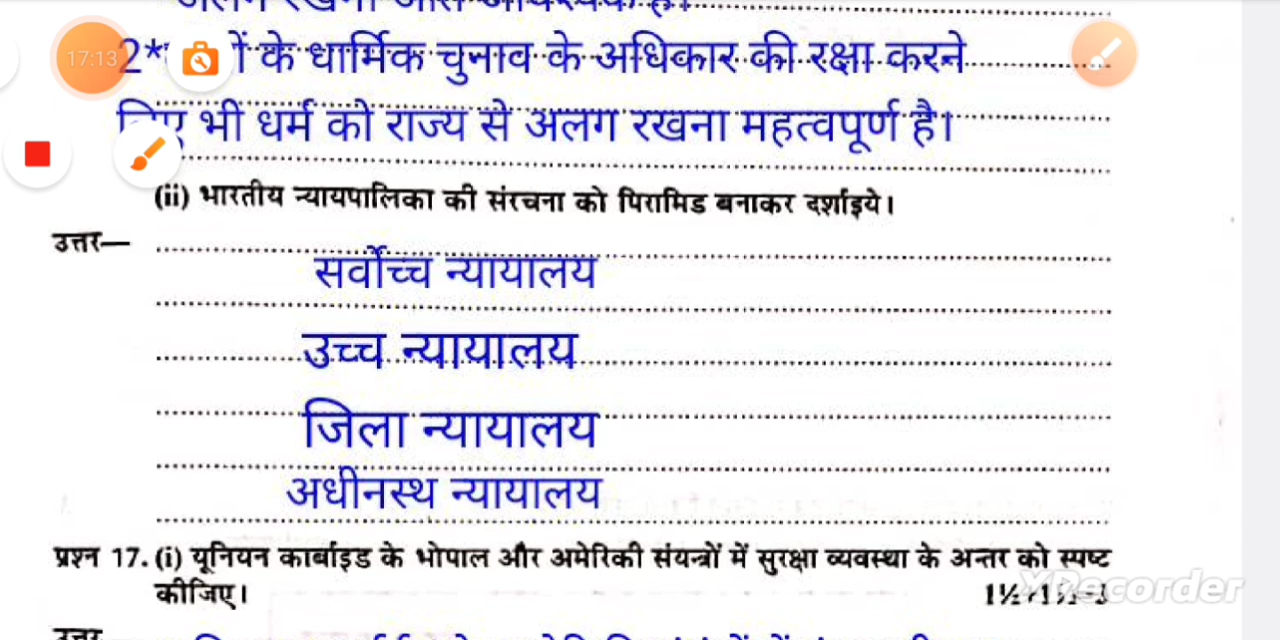 17:13
2* के धार्मिक चुनाव के अधिकार की रक्षा करने
लिए भी धर्म को राज्य से अलग रखना महत्वपूर्ण है।
(ii) भारतीय न्यायपालिका की संरचना को पिरामिड बनाकर दर्शाइये।
उत्तर—
सर्वोच्च न्यायालय
उच्च न्यायालय
जिला न्यायालय
अधीनस्थ न्यायालय
प्रश्न 17. (i) यूनियन कार्बाइड के भोपाल और अमेरिकी संयन्त्रों में सुरक्षा व्यवस्था के अन्तर को स्पष्ट
कीजिए।
XRecorder